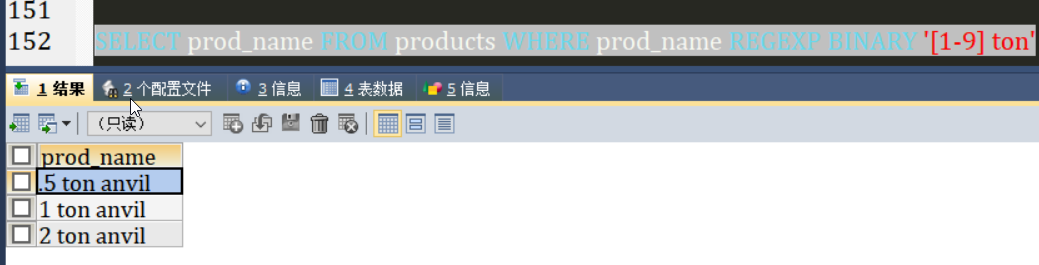 151
152 SELECT prod_name FROM products WHERE prod_name REGEXP BINARY '[1-9] ton'
1 结果 2 个配置文件 3 信息 4 表数据 5 信息
（只读）
prod_name
.5 ton anvil
1 ton anvil
2 ton anvil